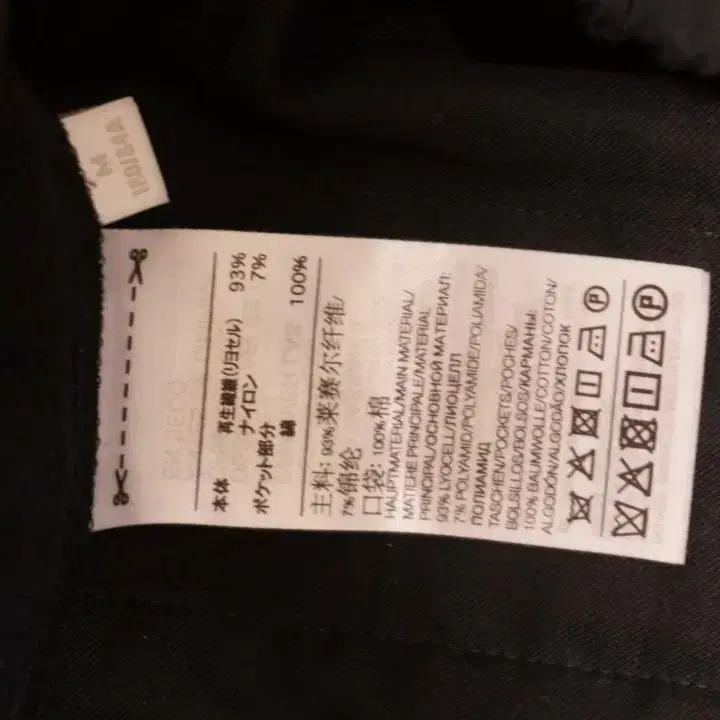 M
本体 再生繊維(リヨセル) 93%
ナイロン 7%
ポケット部分
綿 100%
主料: 93%莱赛尔纤维/
7%锦纶
口袋: 100%棉
HAUPTMATERIAL/MAIN MATERIAL/
MATIERE PRINCIPALE/MATERIAL
PRINCIPAL/ОСНОВНОЙ МАТЕРИАЛ:
93% LYOCELL/ЛИОЦЕЛЛ
7% POLYAMID/POLYAMIDE/POLIAMIDA/
ПОЛИАМИД
TASCHEN/POCKETS/POCHES/
BOLSILLOS/BOLSOS/КАРМАНЫ:
100% BAUMWOLLE/COTTON/COTON/
ALGODÓN/ALGODÃO/ХЛОПОК
P
P